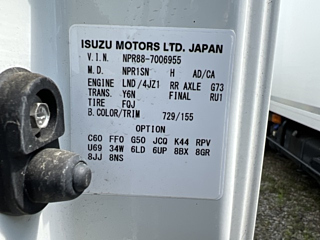 ISUZU MOTORS LTD. JAPAN
V.I.N. NPR88-7006955
M.D. NPR1SN H AD/CA
ENGINE LND/4JZ1 RR AXLE G73
TRANS. Y6N FINAL RU1
TIRE FQJ
B.COLOR/TRIM 729/155
OPTION
C60 FF0 G50 JCQ K44 RPV
U69 34W 6LD 6UP 8BX 8GR
8JJ 8NS